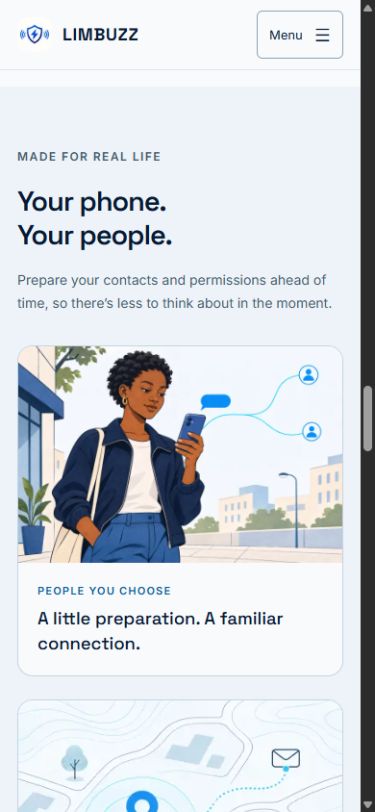 LIMBUZZ
Menu
MADE FOR REAL LIFE
Your phone.
Your people.
Prepare your contacts and permissions ahead of
time, so there’s less to think about in the moment.
PEOPLE YOU CHOOSE
A little preparation. A familiar
connection.